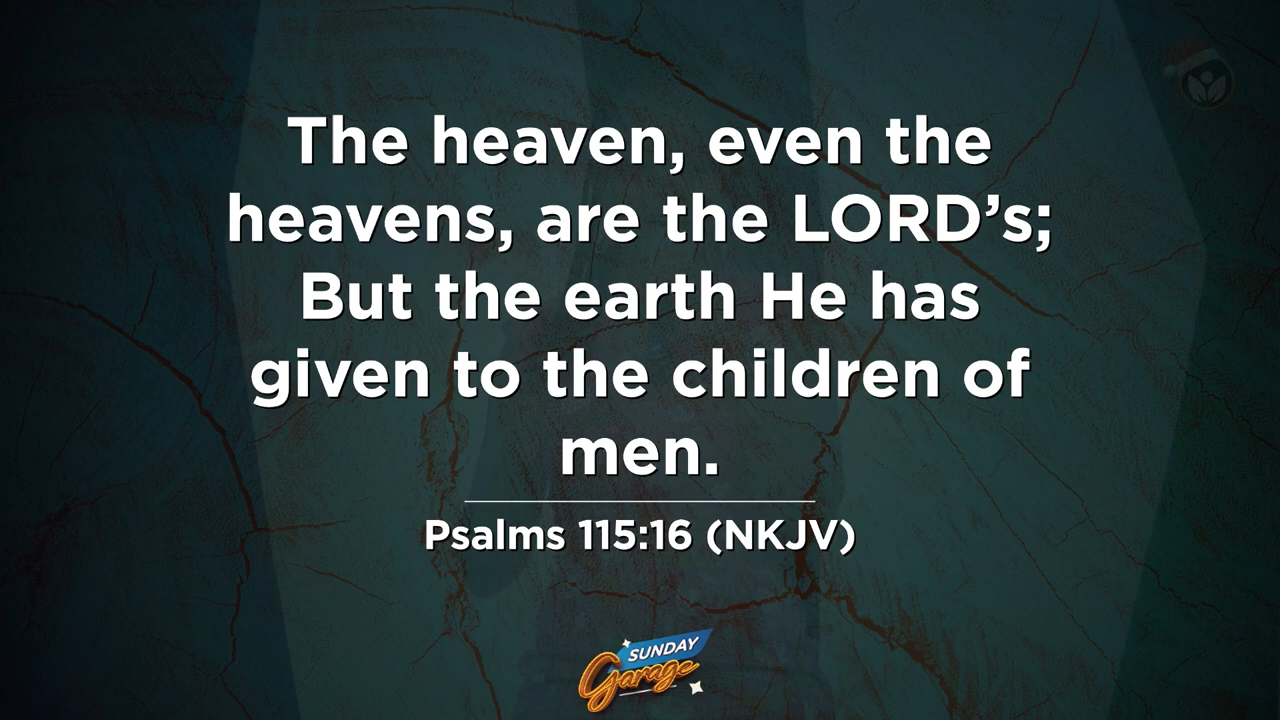 The heaven, even the
heavens, are the LORD’s;
But the earth He has
given to the children of
men.
Psalms 115:16 (NKJV)
SUNDAY
Garage